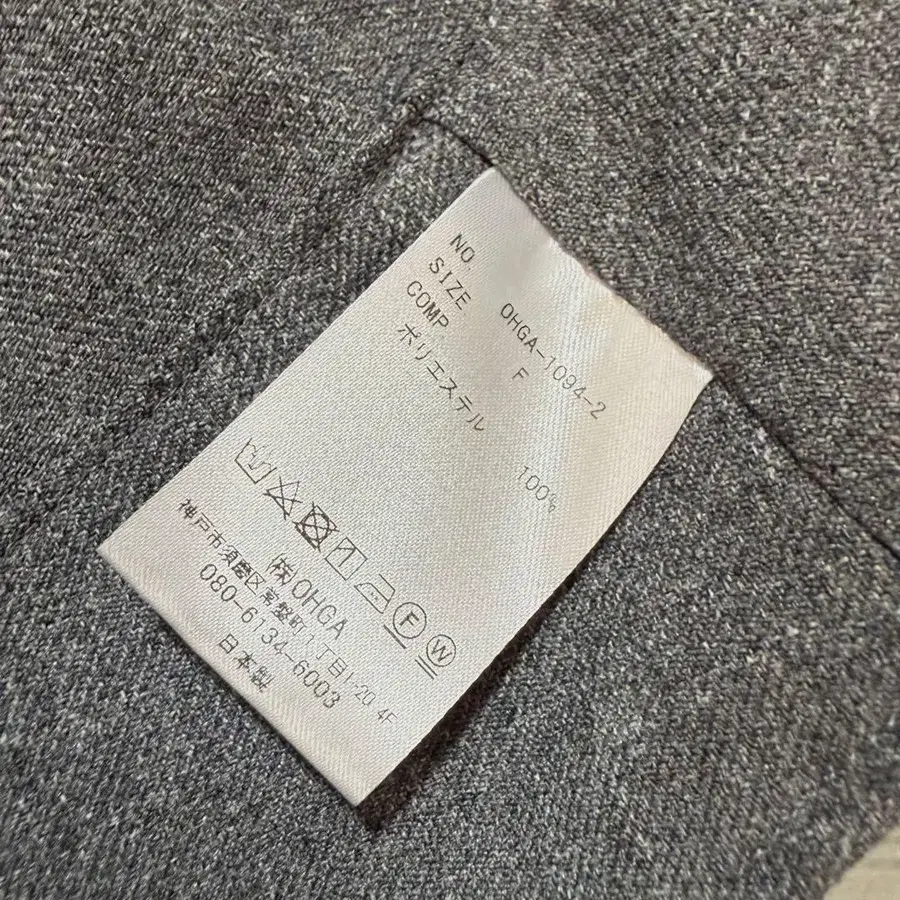 NO. OHGA-1094-2
SIZE F
COMP.
ポリエステル 100%
(株)OHGA
神戸市須磨区常盤町1丁目1-20 4F
080-6134-6003
日本製